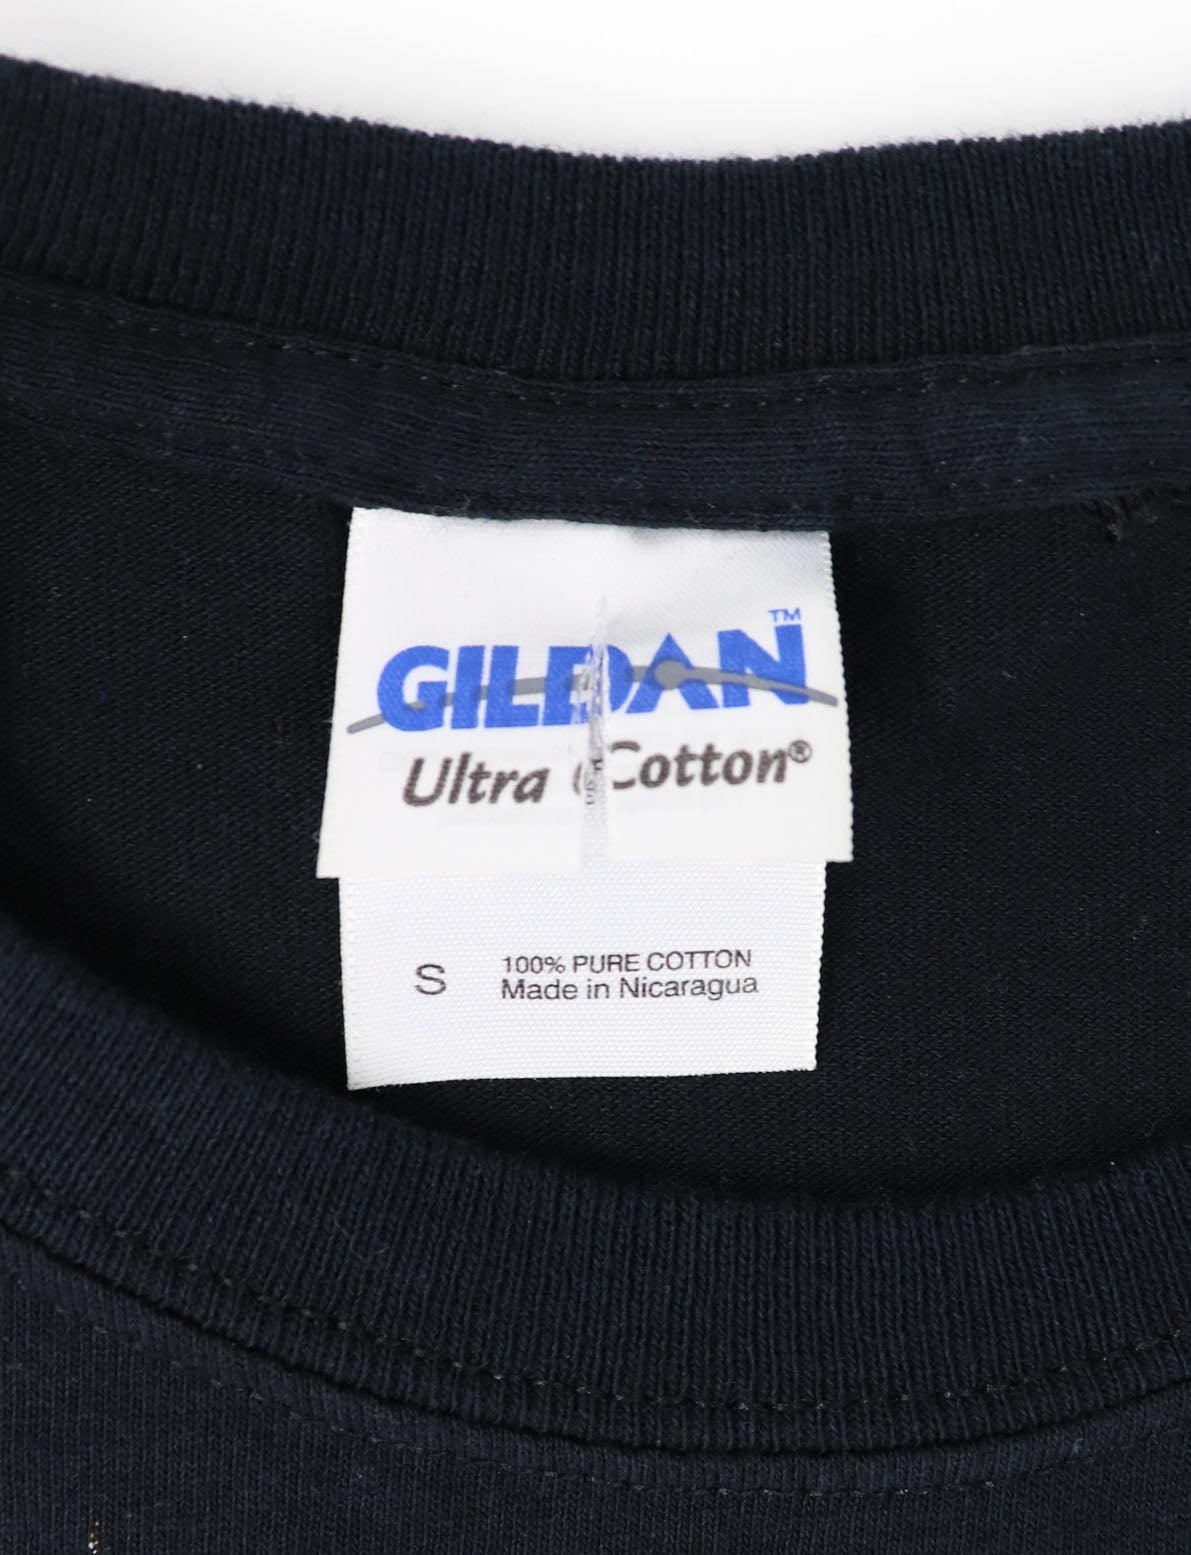 GILDAN™
Ultra Cotton®
S
100% PURE COTTON
Made in Nicaragua